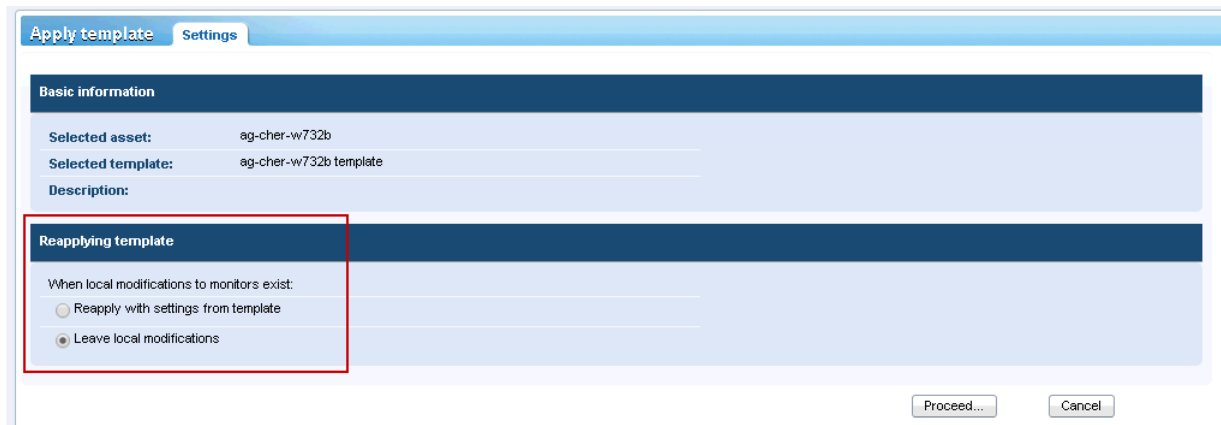 Apply template Settings
Basic information
Selected asset: ag-cher-w732b
Selected template: ag-cher-w732b template
Description:
Reapplying template
When local modifications to monitors exist:
Reapply with settings from template
Leave local modifications
Proceed... Cancel